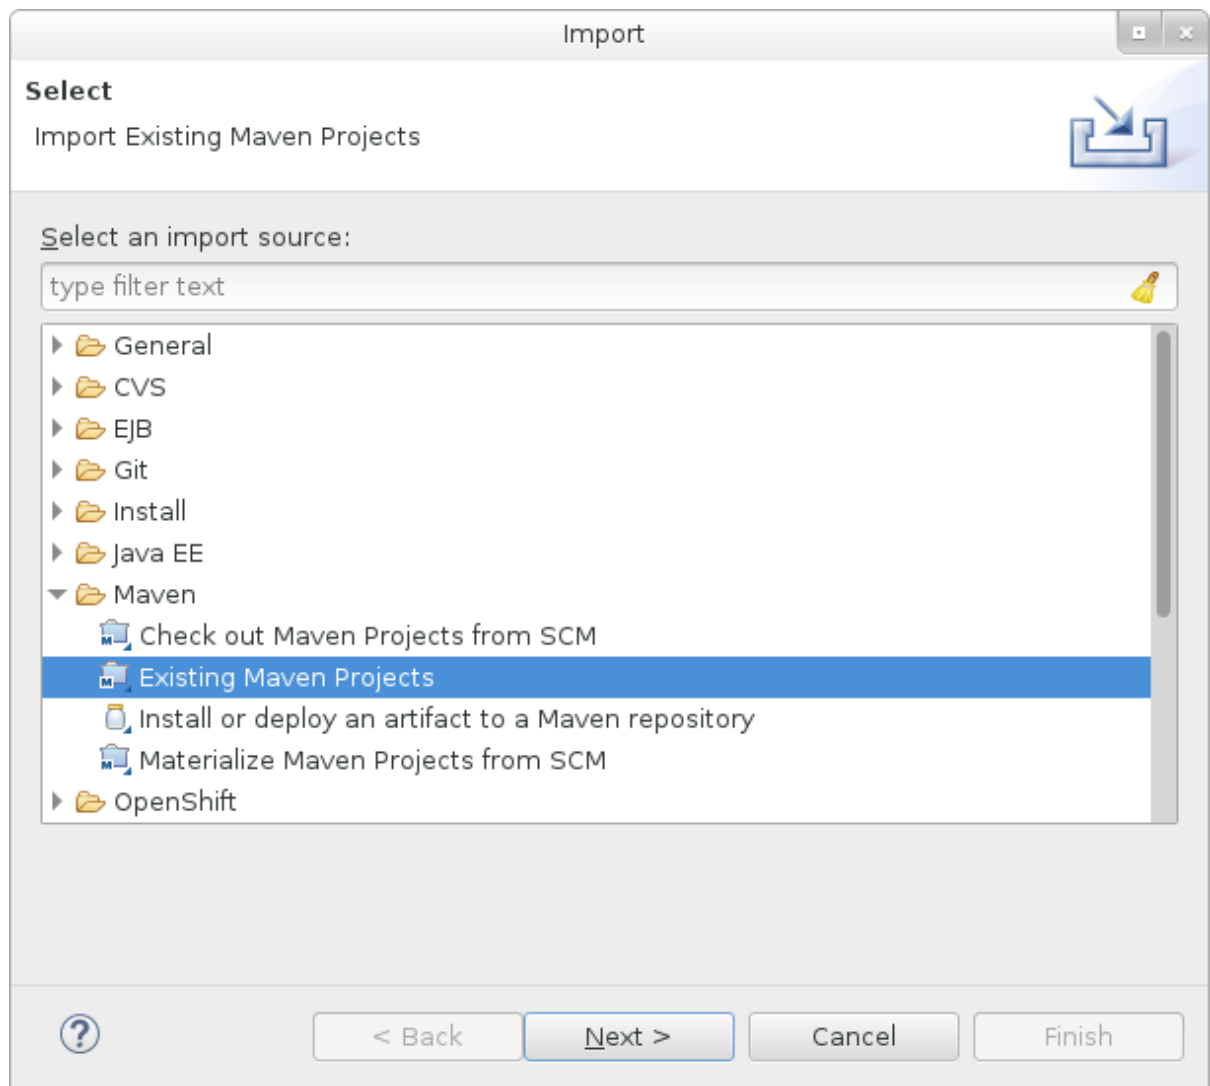 Import
Select
Import Existing Maven Projects
Select an import source:
type filter text
General
CVS
EJB
Git
Install
Java EE
Maven
Check out Maven Projects from SCM
Existing Maven Projects
Install or deploy an artifact to a Maven repository
Materialize Maven Projects from SCM
OpenShift
? < Back Next > Cancel Finish